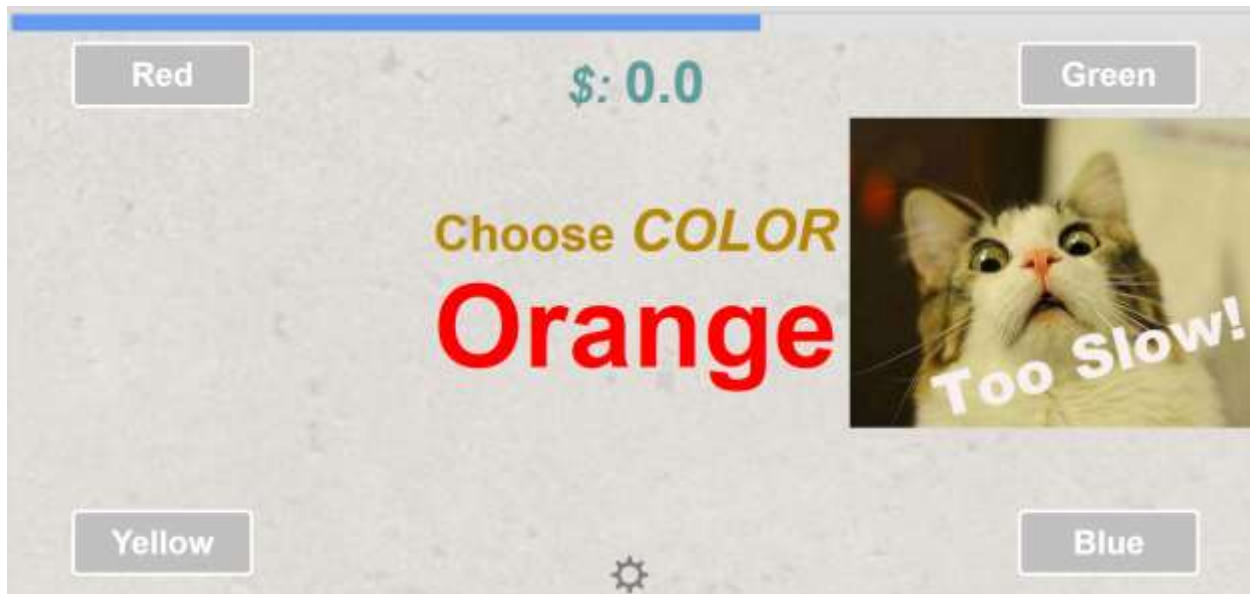 Red
$: 0.0
Green
Choose COLOR
Orange
Too Slow!
Yellow
Blue